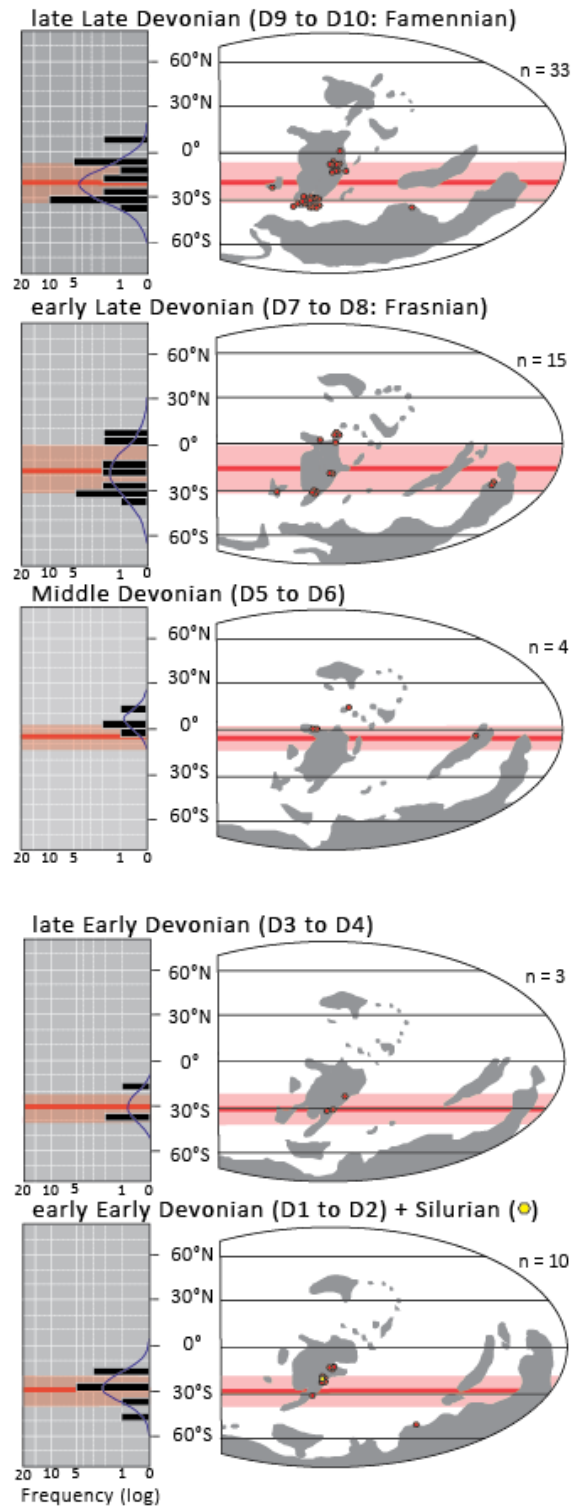 late Late Devonian (D9 to D10: Famennian)
60°N
30°N
0°
30°S
60°S
n = 33
20 10 5 1 0
early Late Devonian (D7 to D8: Frasnian)
60°N
30°N
0°
30°S
60°S
n = 15
20 10 5 1 0
Middle Devonian (D5 to D6)
60°N
30°N
0°
30°S
60°S
n = 4
20 10 5 1 0
late Early Devonian (D3 to D4)
60°N
30°N
0°
30°S
60°S
n = 3
20 10 5 1 0
early Early Devonian (D1 to D2) + Silurian ( )
60°N
30°N
0°
30°S
60°S
n = 10
20 10 5 1 0
Frequency (log)